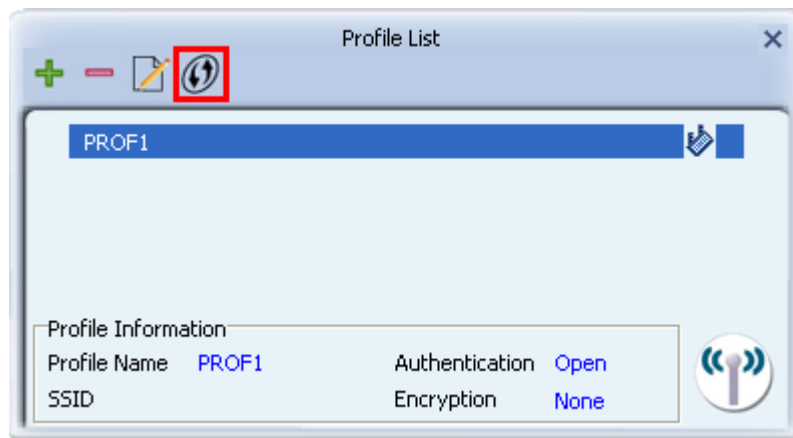 Profile List
PROF1
Profile Information
Profile Name PROF1 Authentication Open
SSID Encryption None